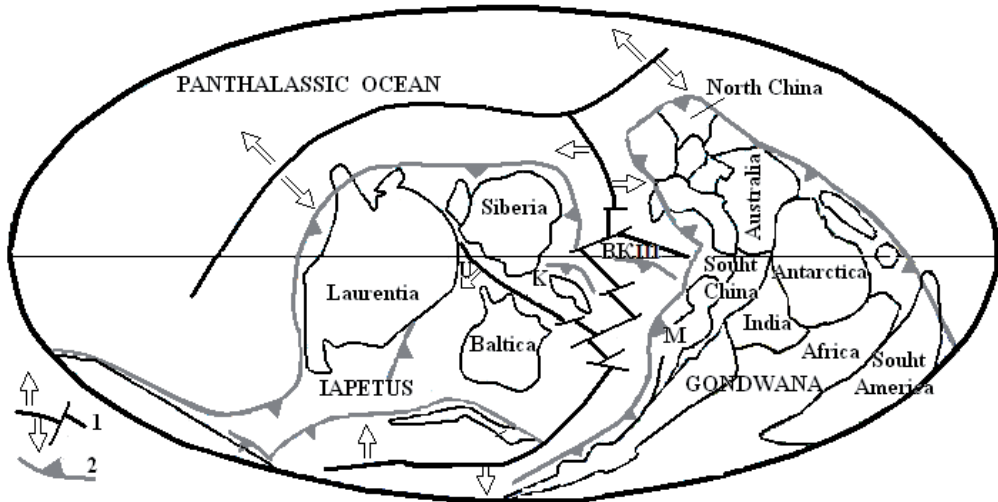 PANTHALASSIC OCEAN
North China
Siberia
Australia
U
K
ВКШ
Souht
China
Antarctica
Laurentia
Baltica
M
India
Africa
Souht
America
IAPETUS
GONDWANA
1
2